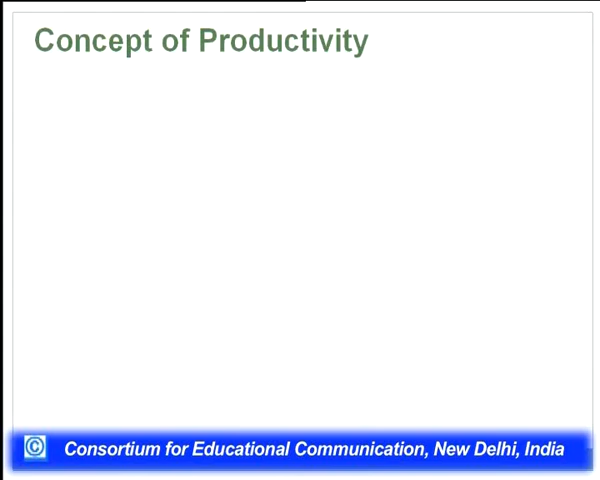 Concept of Productivity
© Consortium for Educational Communication, New Delhi, India